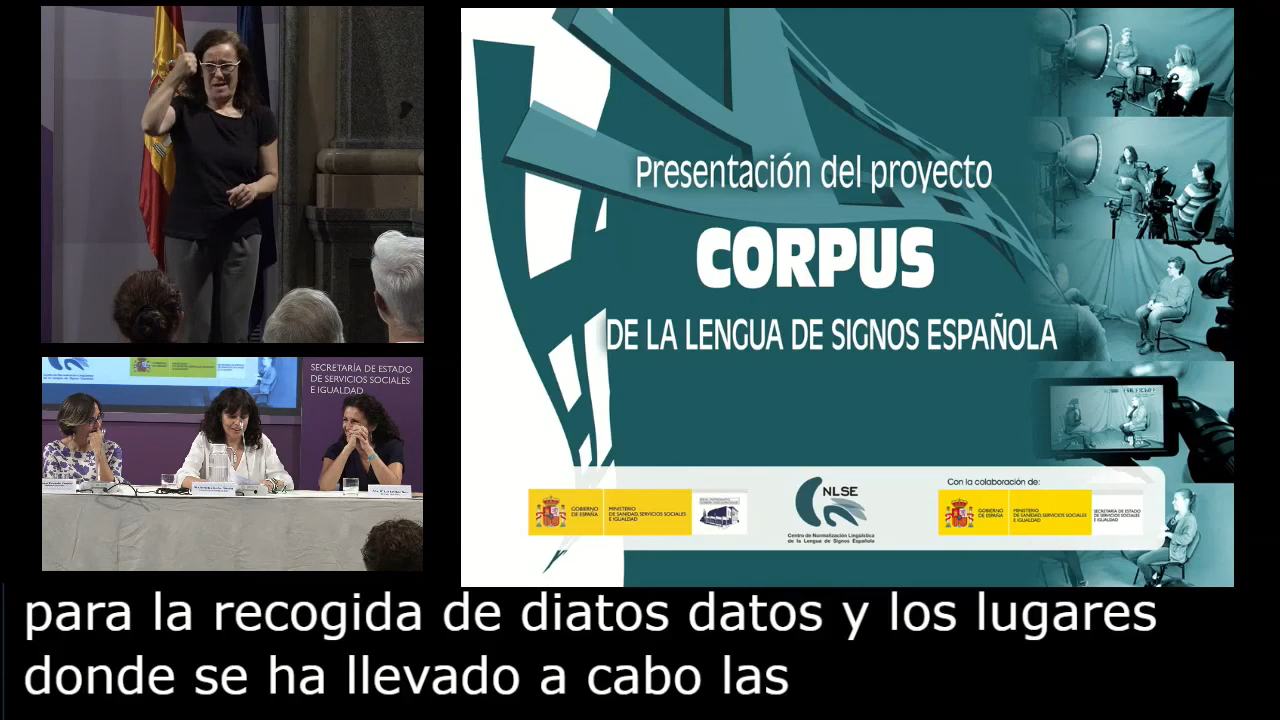 SECRETARÍA DE ESTADO
DE SERVICIOS SOCIALES
E IGUALDAD
Presentación del proyecto
CORPUS
DE LA LENGUA DE SIGNOS ESPAÑOLA
GOBIERNO
DE ESPAÑA
MINISTERIO
DE SANIDAD, SERVICIOS SOCIALES
E IGUALDAD
CNLSE
Centro de Normalización Lingüística
de la Lengua de Signos Española
Con la colaboración de:
GOBIERNO
DE ESPAÑA
MINISTERIO
DE SANIDAD, SERVICIOS SOCIALES
E IGUALDAD
SECRETARÍA DE ESTADO
DE SERVICIOS SOCIALES
E IGUALDAD
para la recogida de diatos datos y los lugares
donde se ha llevado a cabo las